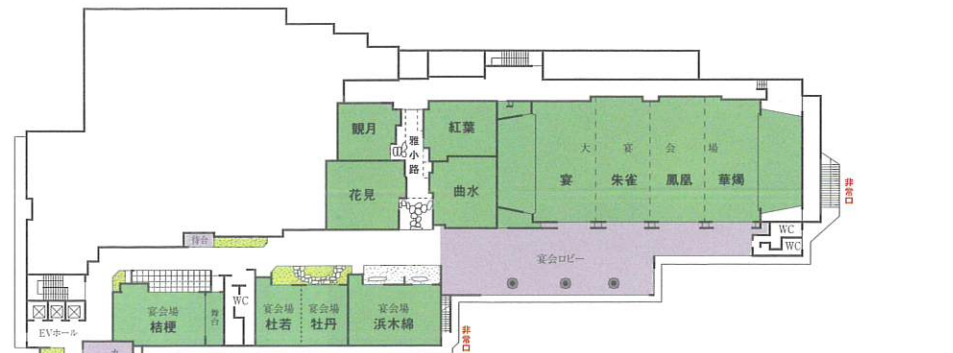 観月
紅葉
雅小路
花見
曲水
大宴会場
宴
朱雀
鳳凰
華燭
非常口
待合
WC
WC
宴会ロビー
宴会場
桔梗
舞台
WC
宴会場
杜若
宴会場
牡丹
宴会場
浜木綿
EVホール
非常口